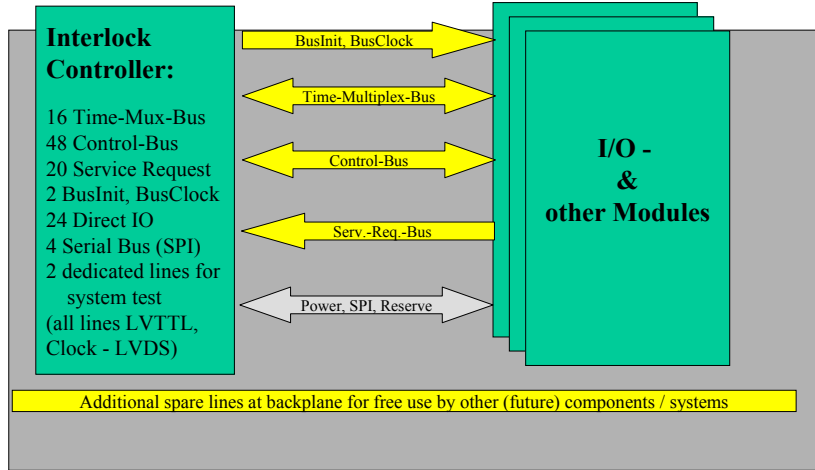 Interlock
Controller:
16 Time-Mux-Bus
48 Control-Bus
20 Service Request
2 BusInit, BusClock
24 Direct IO
4 Serial Bus (SPI)
2 dedicated lines for
system test
(all lines LVTTL,
Clock - LVDS)
BusInit, BusClock
Time-Multiplex-Bus
Control-Bus
Serv.-Req.-Bus
Power, SPI, Reserve
I/O -
&
other Modules
Additional spare lines at backplane for free use by other (future) components / systems